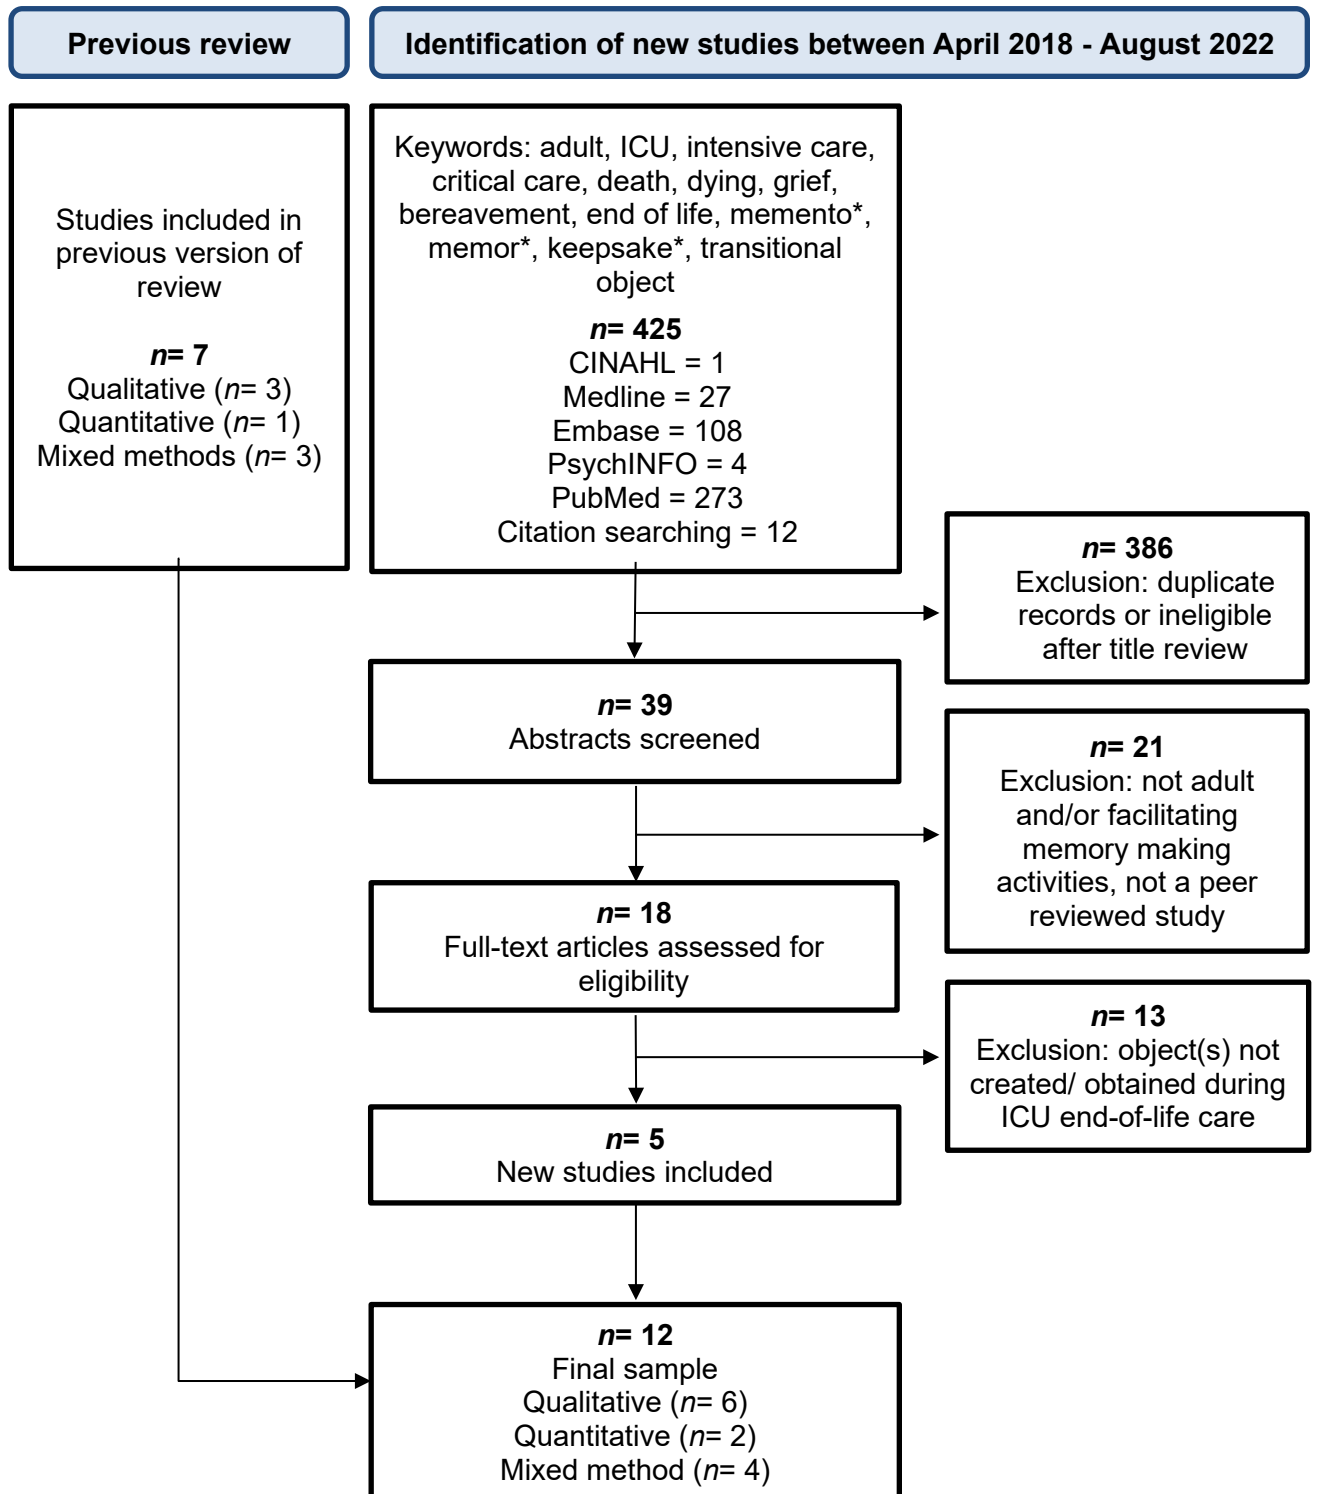 Previous review
Identification of new studies between April 2018 - August 2022
Studies included in
previous version of
review
n= 7
Qualitative (n= 3)
Quantitative (n= 1)
Mixed methods (n= 3)
Keywords: adult, ICU, intensive care,
critical care, death, dying, grief,
bereavement, end of life, memento*,
memor*, keepsake*, transitional
object
n= 425
CINAHL = 1
Medline = 27
Embase = 108
PsychINFO = 4
PubMed = 273
Citation searching = 12
n= 386
Exclusion: duplicate
records or ineligible
after title review
n= 39
Abstracts screened
n= 21
Exclusion: not adult
and/or facilitating
memory making
activities, not a peer
reviewed study
n= 18
Full-text articles assessed for
eligibility
n= 13
Exclusion: object(s) not
created/ obtained during
ICU end-of-life care
n= 5
New studies included
n= 12
Final sample
Qualitative (n= 6)
Quantitative (n= 2)
Mixed method (n= 4)